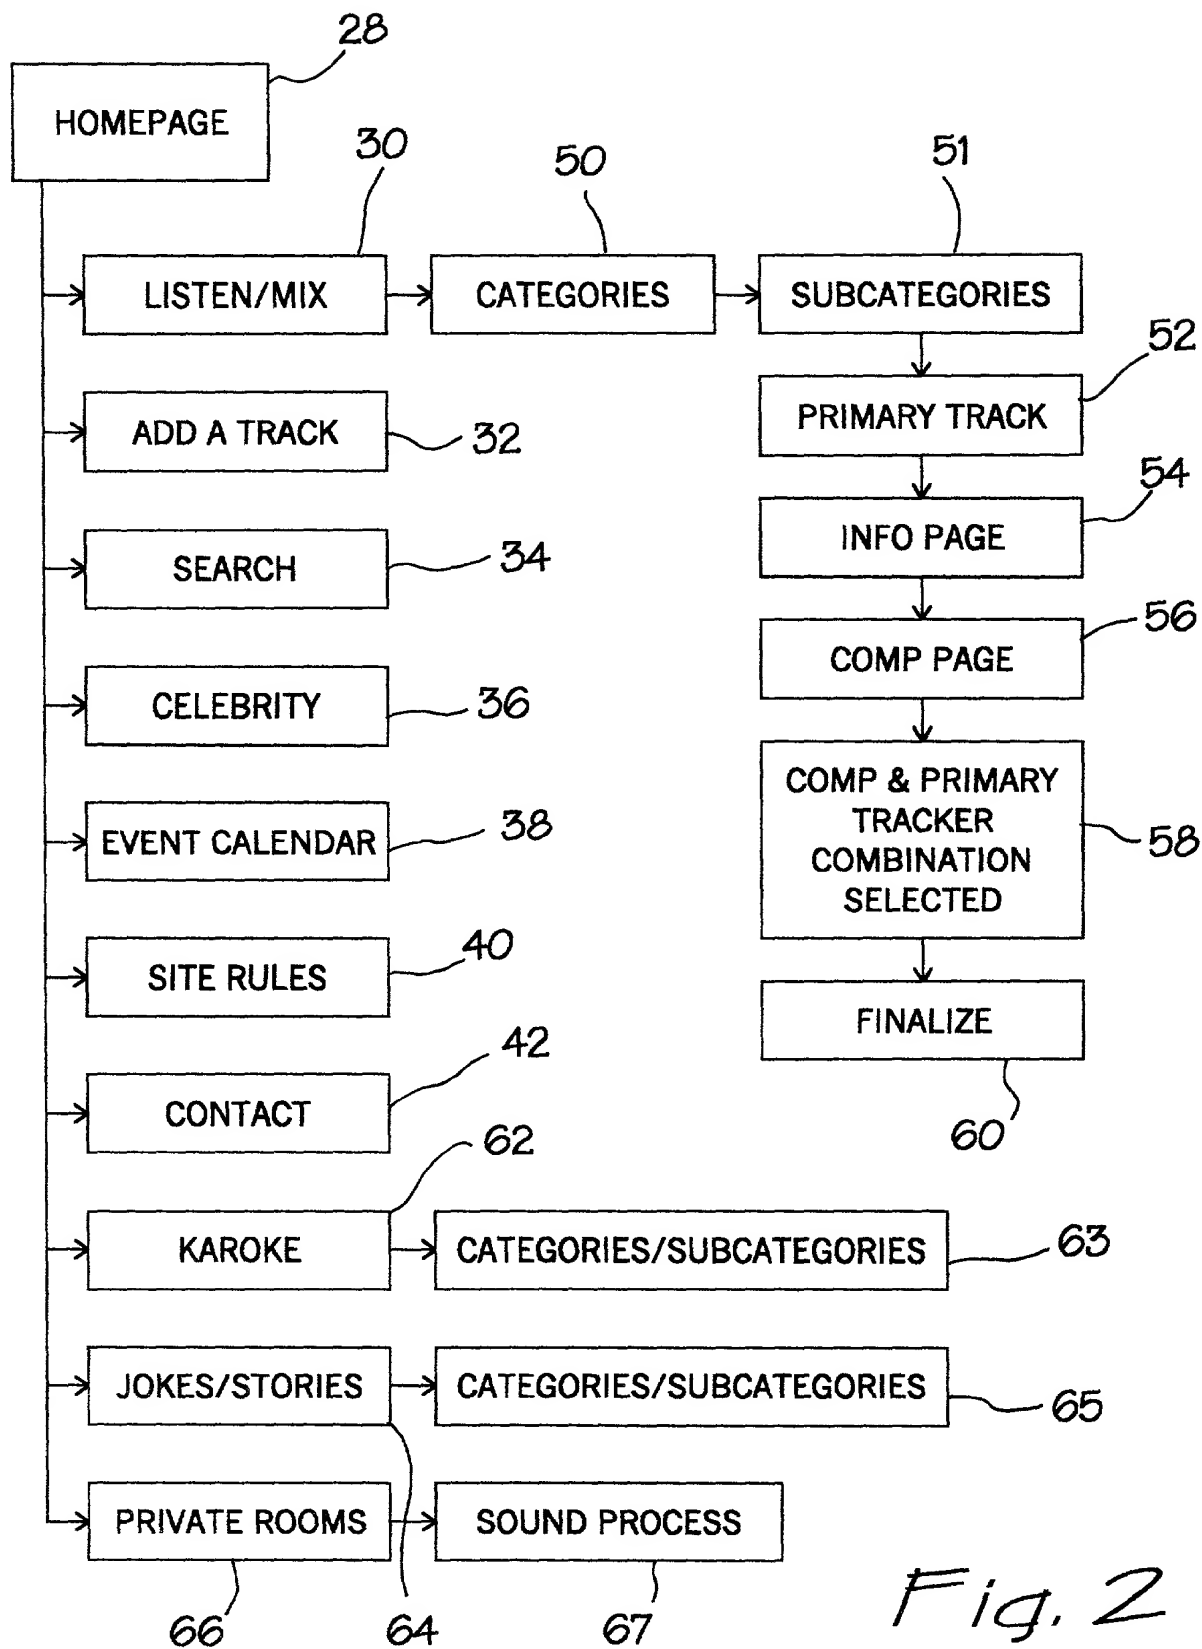 28
HOMEPAGE
30
50
51
LISTEN/MIX
CATEGORIES
SUBCATEGORIES
52
PRIMARY TRACK
ADD A TRACK
32
54
INFO PAGE
SEARCH
34
56
COMP PAGE
CELEBRITY
36
COMP & PRIMARY
TRACKER
COMBINATION
SELECTED
58
EVENT CALENDAR
38
SITE RULES
40
FINALIZE
60
42
CONTACT
62
KAROKE
CATEGORIES/SUBCATEGORIES
63
JOKES/STORIES
CATEGORIES/SUBCATEGORIES
65
PRIVATE ROOMS
SOUND PROCESS
66
64
67
Fig. 2